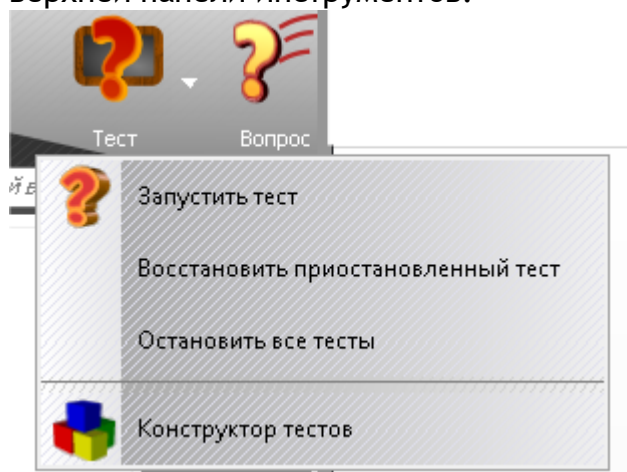 верхней панели инструментов.
Тест Вопрос
Запустить тест
Восстановить приостановленный тест
Остановить все тесты
Конструктор тестов